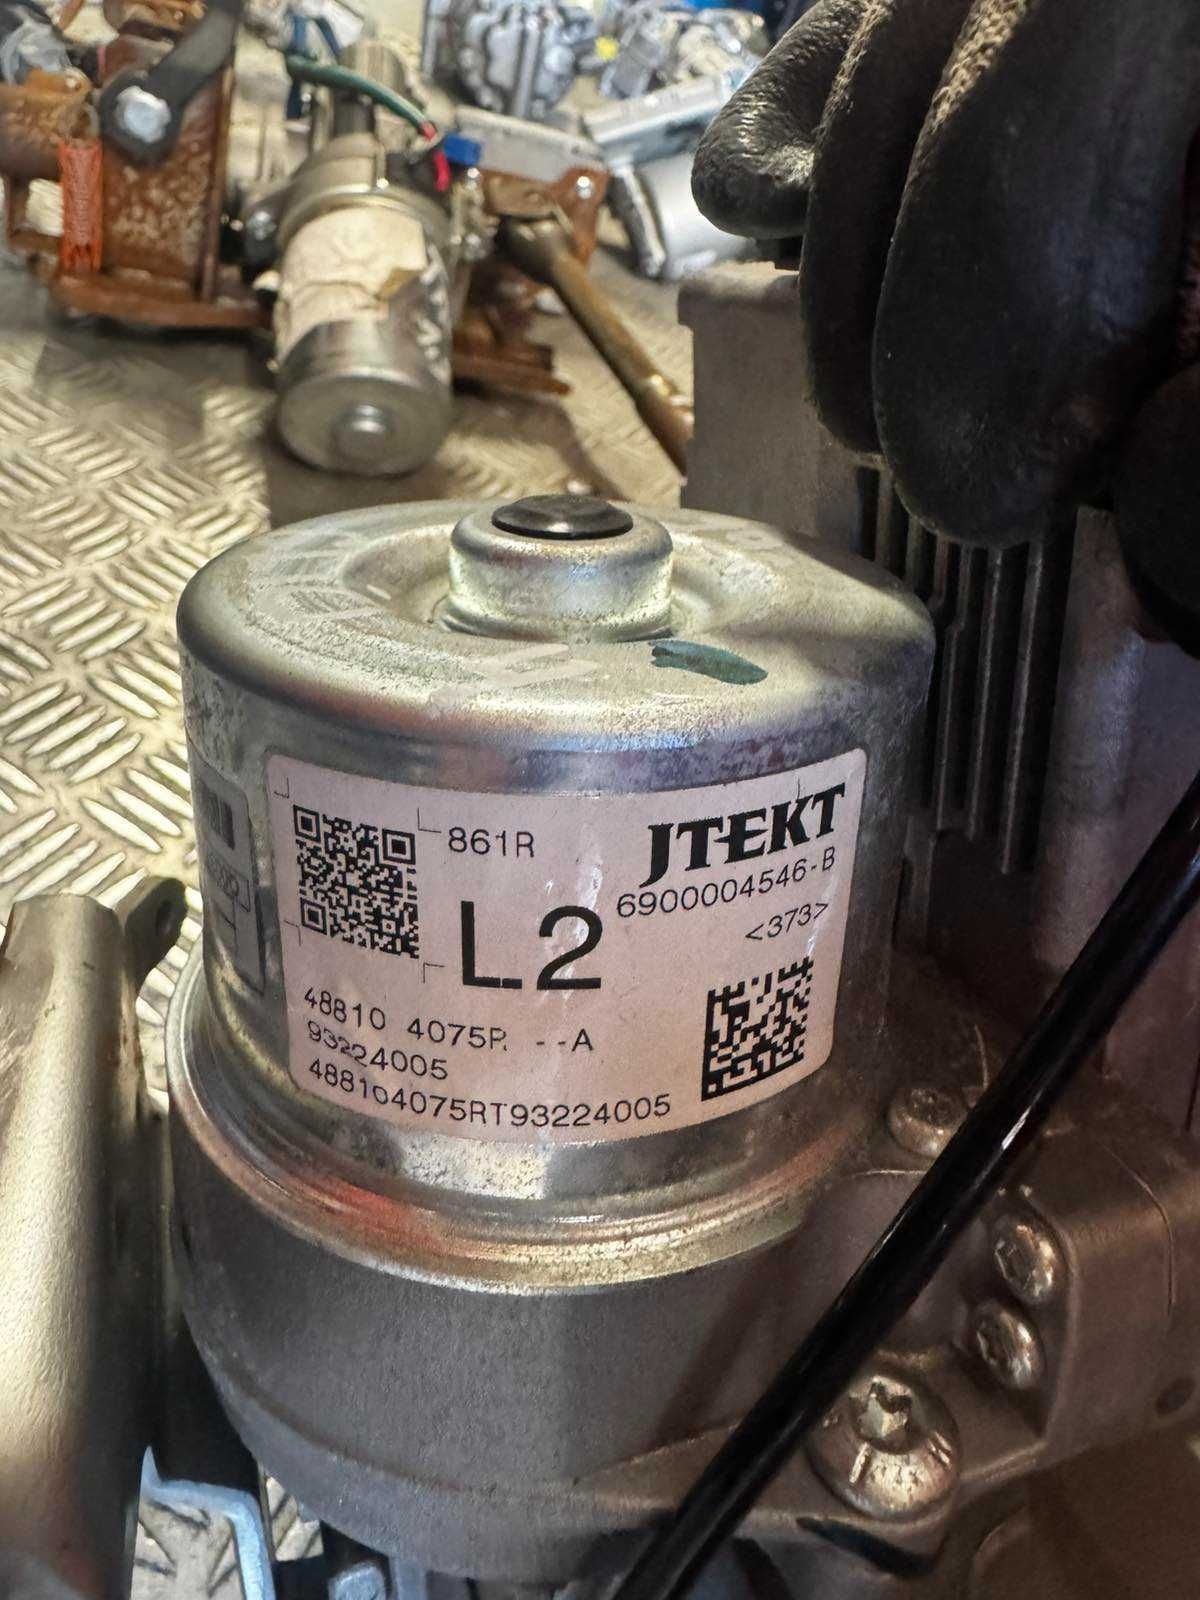 861R
JTEKT
6900004546-B
L2
<373>
48810 4075R --A
93224005
488104075RT93224005